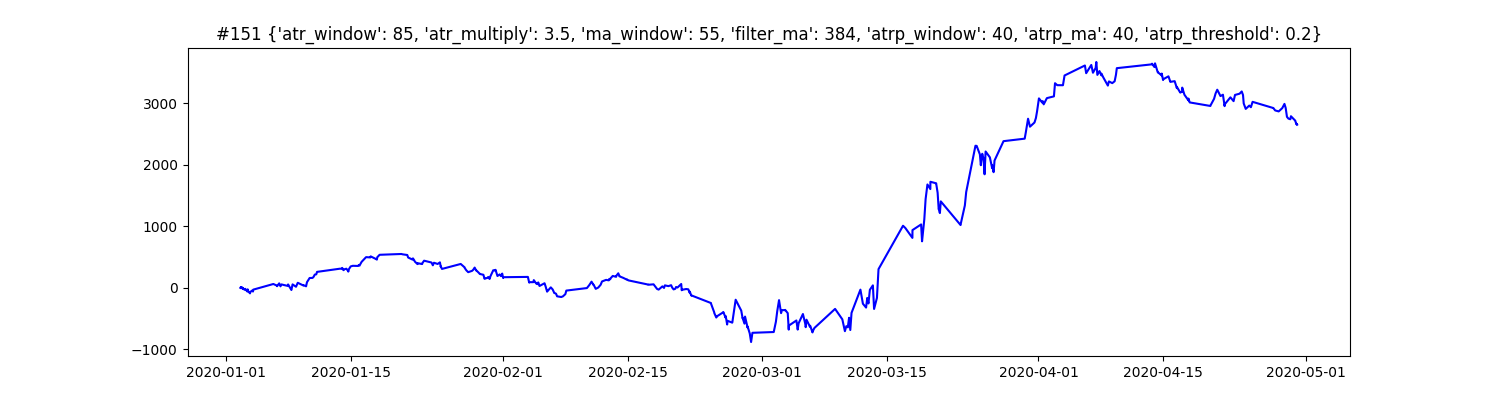 #151 {'atr_window': 85, 'atr_multiply': 3.5, 'ma_window': 55, 'filter_ma': 384, 'atrp_window': 40, 'atrp_ma': 40, 'atrp_threshold': 0.2}
3000
2000
1000
0
−1000
2020-01-01 2020-01-15 2020-02-01 2020-02-15 2020-03-01 2020-03-15 2020-04-01 2020-04-15 2020-05-01